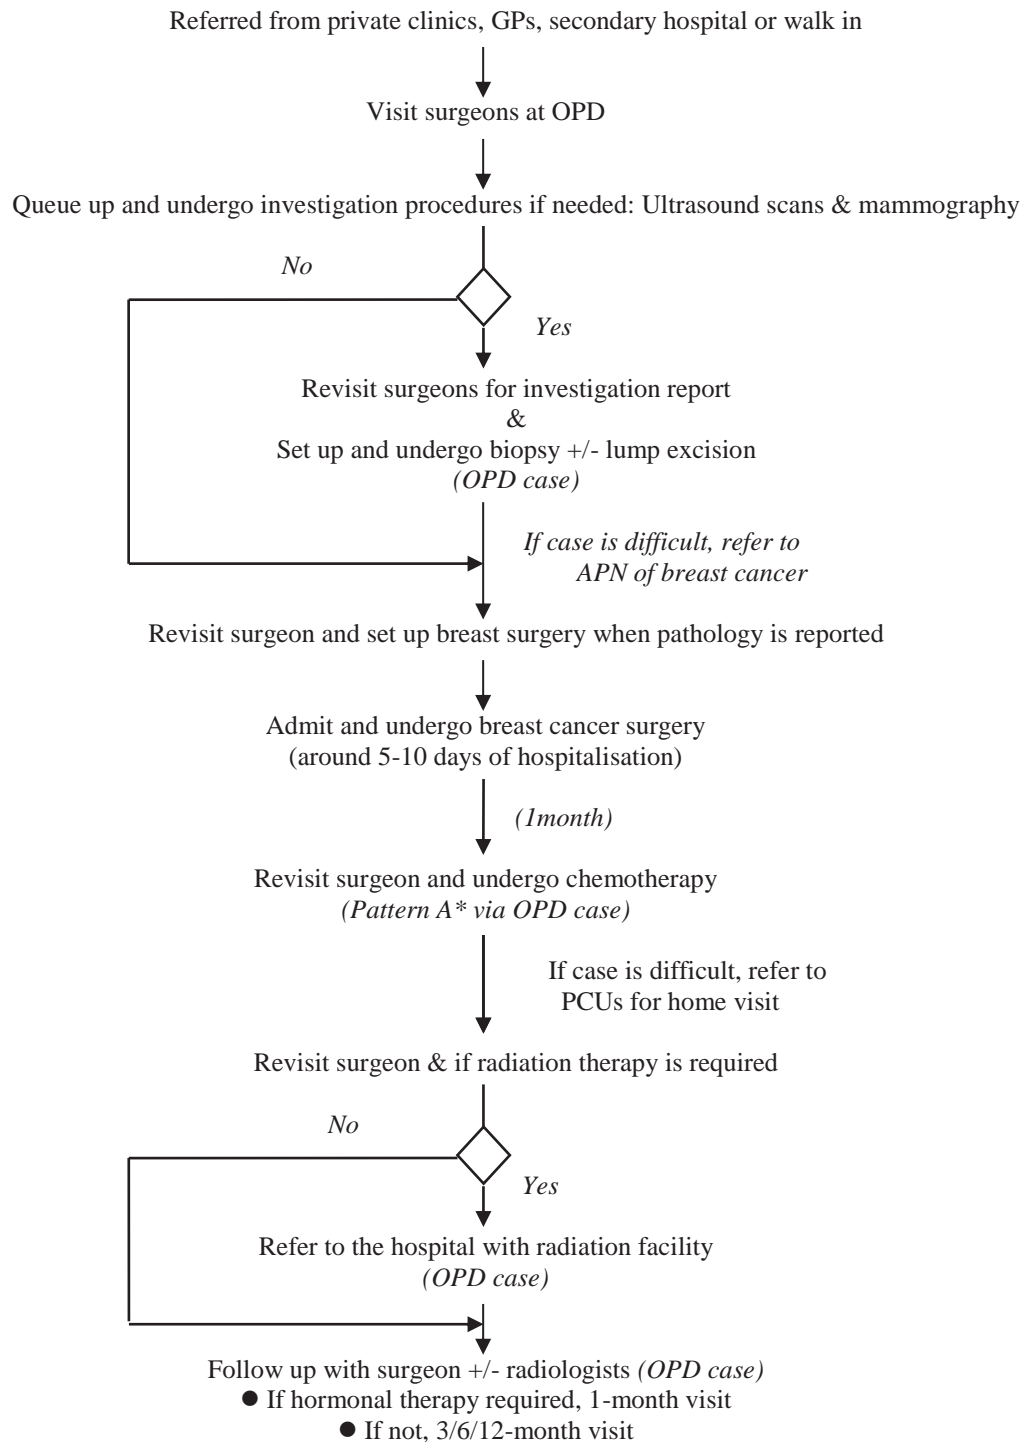 Referred from private clinics, GPs, secondary hospital or walk in
Visit surgeons at OPD
Queue up and undergo investigation procedures if needed: Ultrasound scans & mammography
No
Yes
Revisit surgeons for investigation report
&
Set up and undergo biopsy +/- lump excision
(OPD case)
If case is difficult, refer to
APN of breast cancer
Revisit surgeon and set up breast surgery when pathology is reported
Admit and undergo breast cancer surgery
(around 5-10 days of hospitalisation)
(1month)
Revisit surgeon and undergo chemotherapy
(Pattern A* via OPD case)
If case is difficult, refer to
PCUs for home visit
Revisit surgeon & if radiation therapy is required
No
Yes
Refer to the hospital with radiation facility
(OPD case)
Follow up with surgeon +/- radiologists (OPD case)
● If hormonal therapy required, 1-month visit
● If not, 3/6/12-month visit